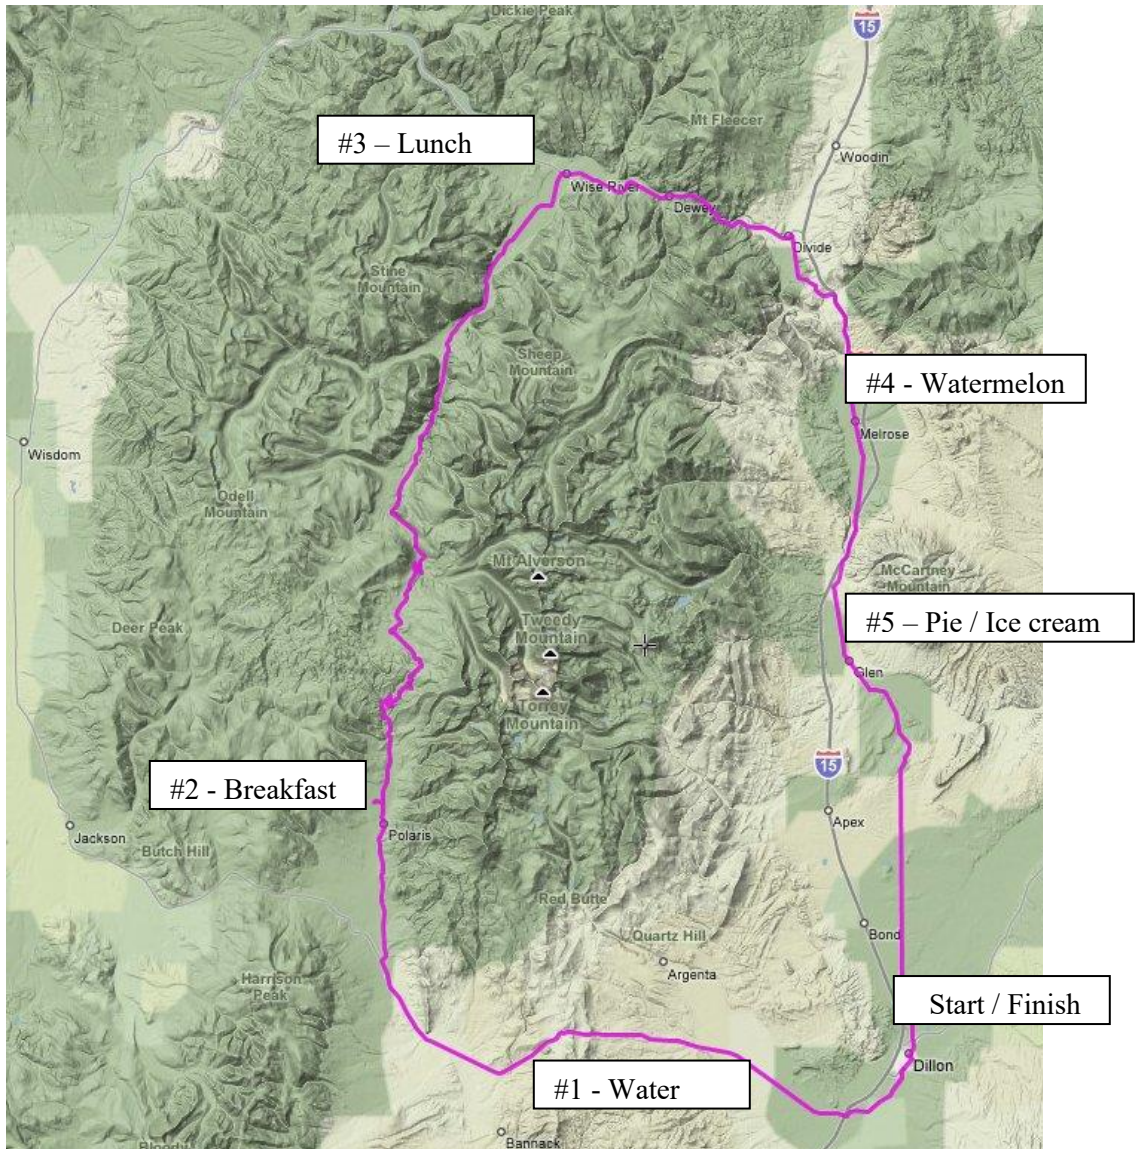 Dickie Peak
15
Mt Fleecer
#3 – Lunch
Woodin
Wise River
Dewey
Divide
Stine
Mountain
Sheep
Mountain
#4 - Watermelon
Melrose
Wisdom
Odell
Mountain
Mt Alverson
McCartney
Mountain
Deer Peak
Tweedy
Mountain
#5 – Pie / Ice cream
Glen
Torrey
Mountain
15
#2 - Breakfast
Apex
Jackson
Polaris
Butch Hill
Red Butte
Bond
Quartz Hill
Argenta
Harrison
Peak
Start / Finish
Dillon
#1 - Water
Bannack
Bloody